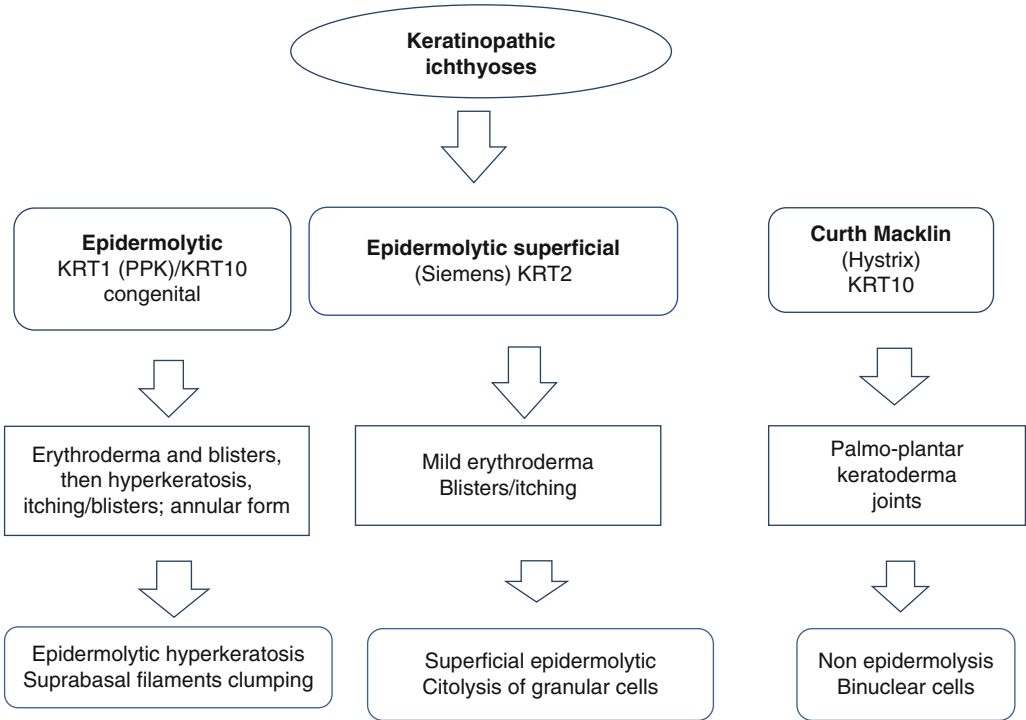 Keratinopathic
ichthyoses
Epidermolytic
KRT1 (PPK)/KRT10
congenital
Epidermolytic superficial
(Siemens) KRT2
Curth Macklin
(Hystrix)
KRT10
Erythroderma and blisters,
then hyperkeratosis,
itching/blisters; annular form
Mild erythroderma
Blisters/itching
Palmo-plantar
keratoderma
joints
Epidermolytic hyperkeratosis
Suprabasal filaments clumping
Superficial epidermolytic
Citolysis of granular cells
Non epidermolysis
Binuclear cells